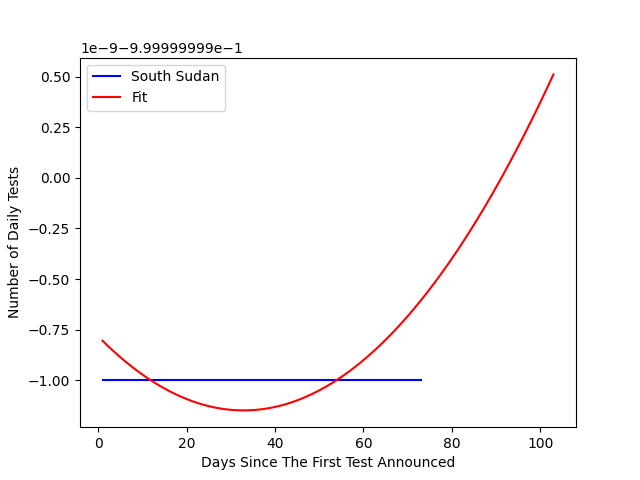 1e−9−9.99999999e−1
South Sudan
Fit
0.50
0.25
0.00
−0.25
−0.50
−0.75
−1.00
Number of Daily Tests
0 20 40 60 80 100
Days Since The First Test Announced